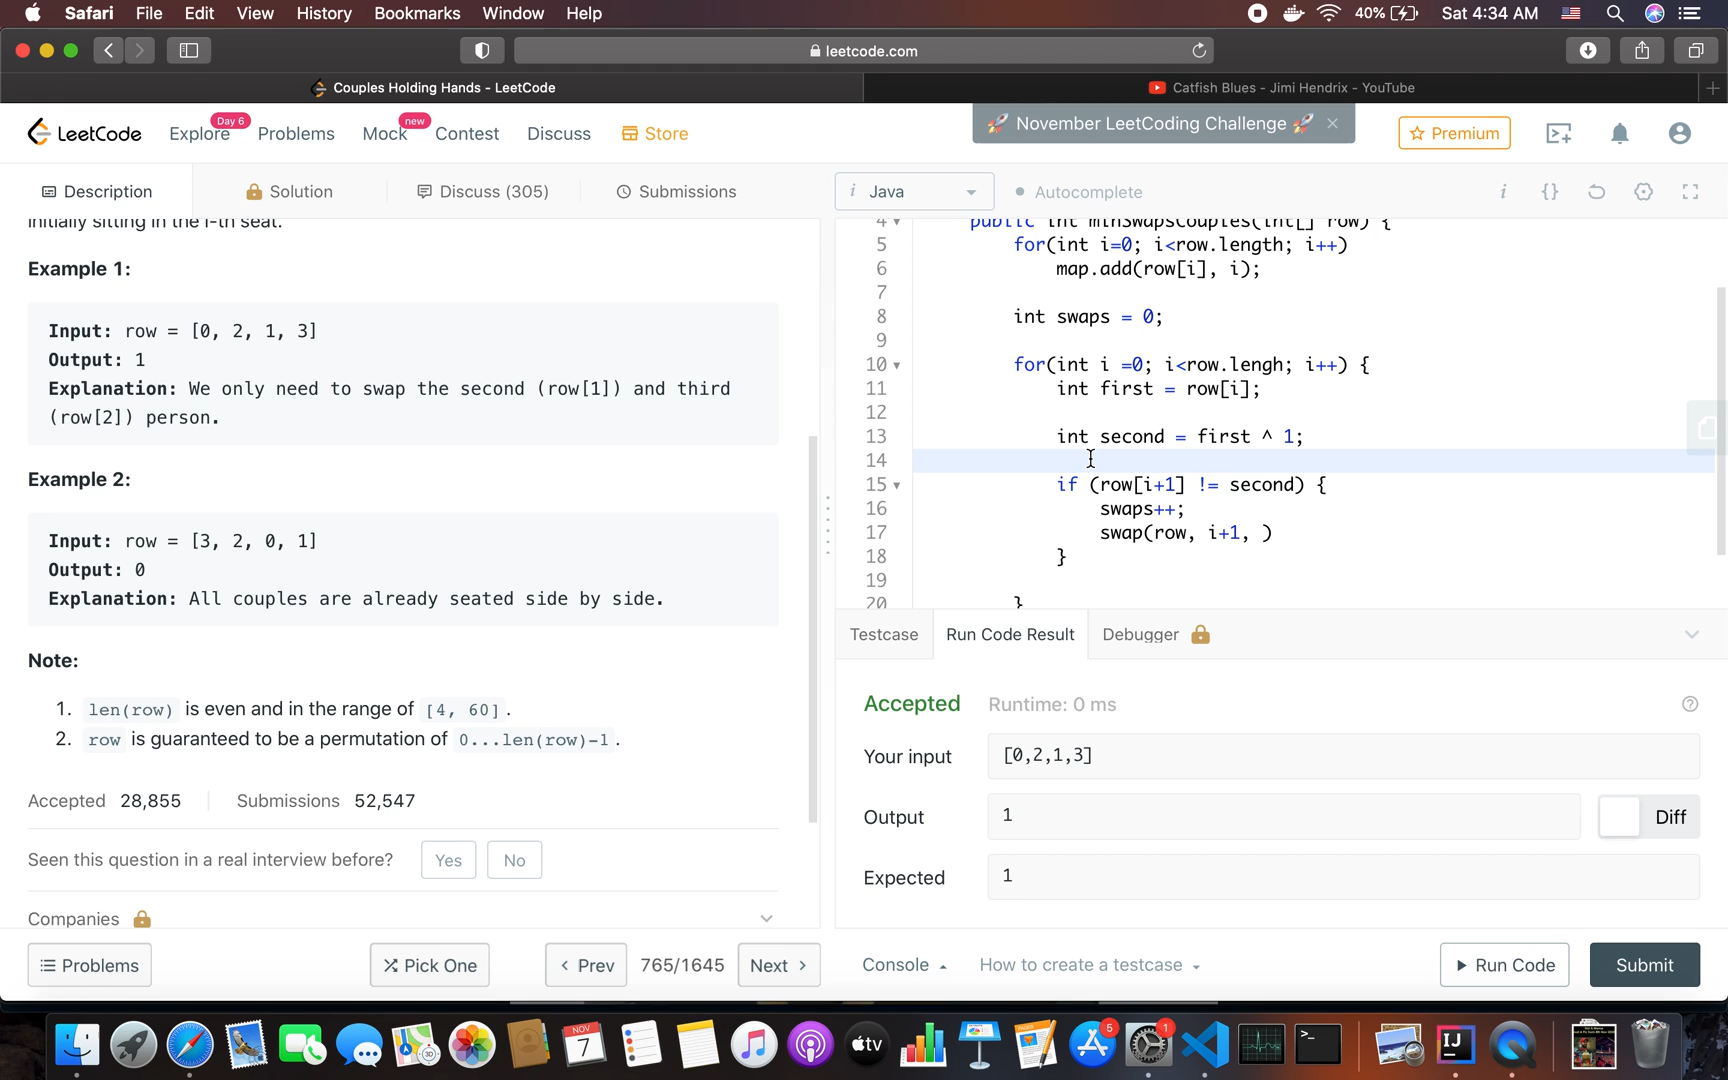 Safari File Edit View History Bookmarks Window Help 40% Sat 4:34 AM
leetcode.com
Couples Holding Hands - LeetCode
Catfish Blues - Jimi Hendrix - YouTube
LeetCode Explore Day 6 Problems Mock new Contest Discuss Store
🚀 November LeetCoding Challenge 🚀 ×
Premium
Description Solution Discuss (305) Submissions
i Java Autocomplete i {}
initially sitting in the i-th seat.
Example 1:
Input: row = [0, 2, 1, 3]
Output: 1
Explanation: We only need to swap the second (row[1]) and third
(row[2]) person.
Example 2:
Input: row = [3, 2, 0, 1]
Output: 0
Explanation: All couples are already seated side by side.
Note:
1. len(row) is even and in the range of [4, 60].
2. row is guaranteed to be a permutation of 0...len(row)-1.
Accepted 28,855 Submissions 52,547
Seen this question in a real interview before? Yes No
Companies
Problems Pick One < Prev 765/1645 Next >
4 public int minSwapsCouples(int[] row) {
5 for(int i=0; i<row.length; i++)
6 map.add(row[i], i);
7
8 int swaps = 0;
9
10 for(int i =0; i<row.lengh; i++) {
11 int first = row[i];
12
13 int second = first ^ 1;
14
15 if (row[i+1] != second) {
16 swaps++;
17 swap(row, i+1, )
18 }
19
20 }
Testcase Run Code Result Debugger
Accepted Runtime: 0 ms
Your input [0,2,1,3]
Output 1 Diff
Expected 1
Console How to create a testcase Run Code Submit
NOV
7
tv
5
1
>_
IJ